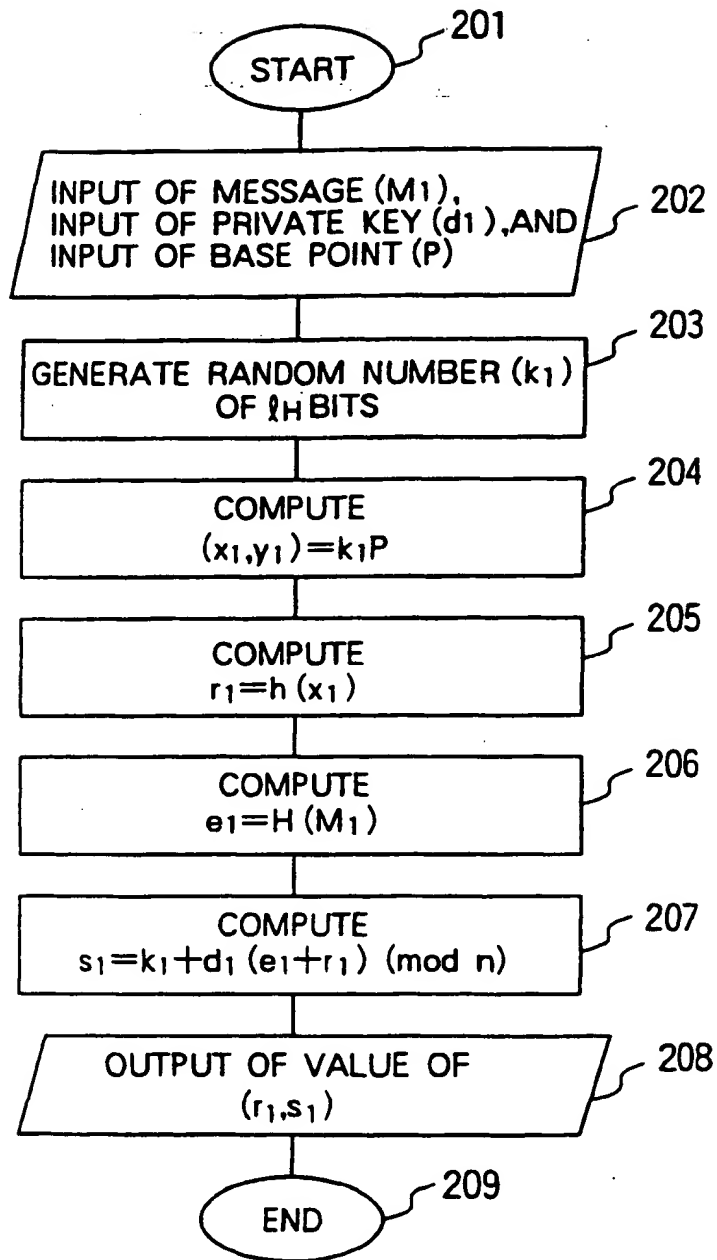 201
START
INPUT OF MESSAGE (M1),
INPUT OF PRIVATE KEY (d1), AND
INPUT OF BASE POINT (P)
202
203
GENERATE RANDOM NUMBER (k1)
OF ℓH BITS
204
COMPUTE
(x1,y1)=k1P
205
COMPUTE
r1=h(x1)
206
COMPUTE
e1=H(M1)
207
COMPUTE
s1=k1+d1(e1+r1) (mod n)
208
OUTPUT OF VALUE OF
(r1,s1)
209
END